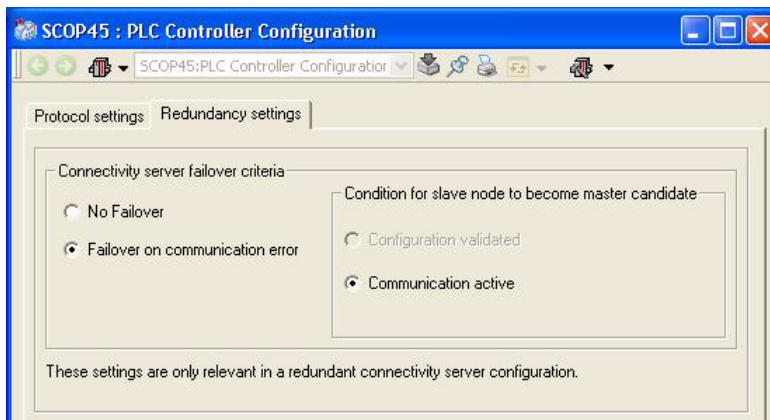 SCOP45 : PLC Controller Configuration
SCOP45:PLC Controller Configuration
Protocol settings
Redundancy settings
Connectivity server failover criteria
Condition for slave node to become master candidate
No Failover
Configuration validated
Failover on communication error
Communication active
These settings are only relevant in a redundant connectivity server configuration.